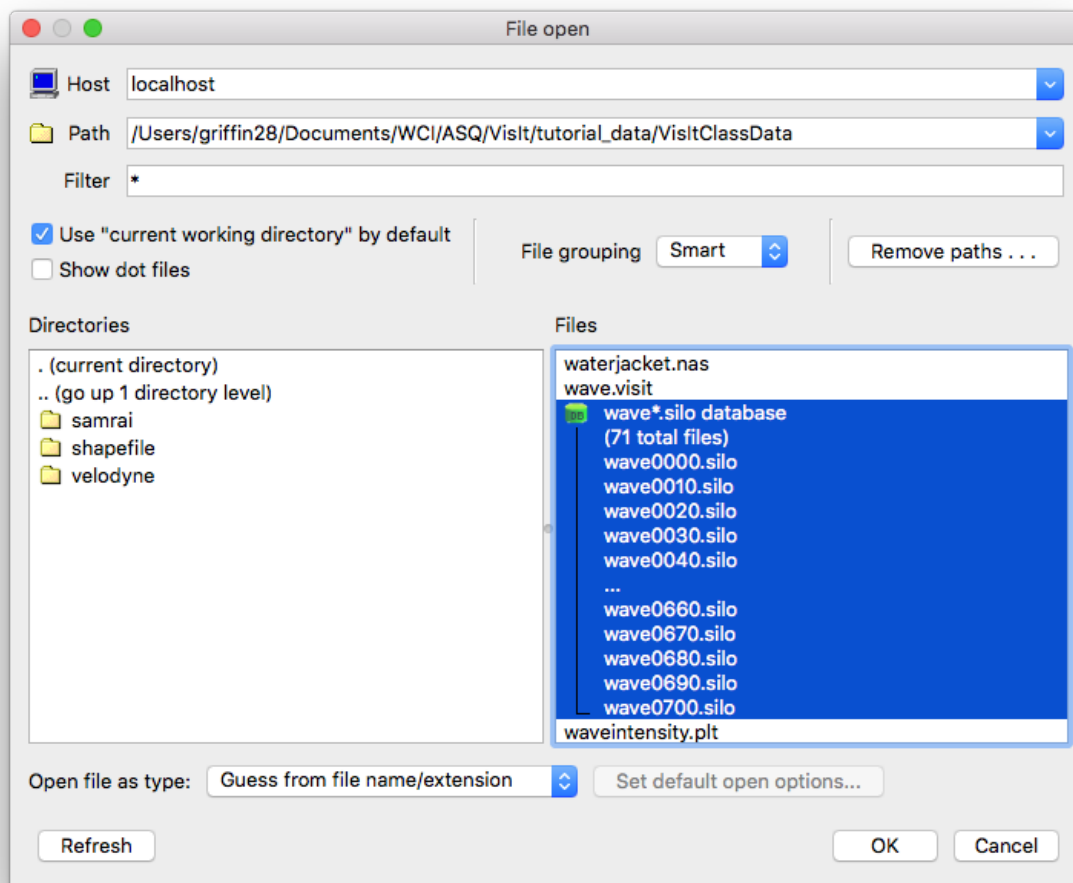 File open
Host localhost
Path /Users/griffin28/Documents/WCI/ASQ/VisIt/tutorial_data/VisItClassData
Filter *
Use "current working directory" by default
Show dot files
File grouping Smart
Remove paths . . .
Directories
. (current directory)
.. (go up 1 directory level)
samrai
shapefile
velodyne
Files
waterjacket.nas
wave.visit
DB wave*.silo database
(71 total files)
wave0000.silo
wave0010.silo
wave0020.silo
wave0030.silo
wave0040.silo
...
wave0660.silo
wave0670.silo
wave0680.silo
wave0690.silo
wave0700.silo
waveintensity.plt
Open file as type: Guess from file name/extension
Set default open options...
Refresh
OK
Cancel